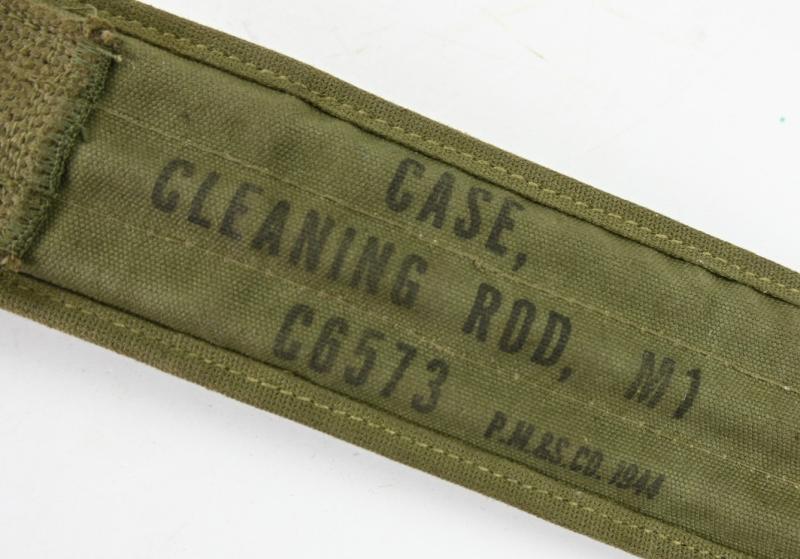 CASE,
CLEANING ROD, M1
C6573
P.M.&S.CO. 1944